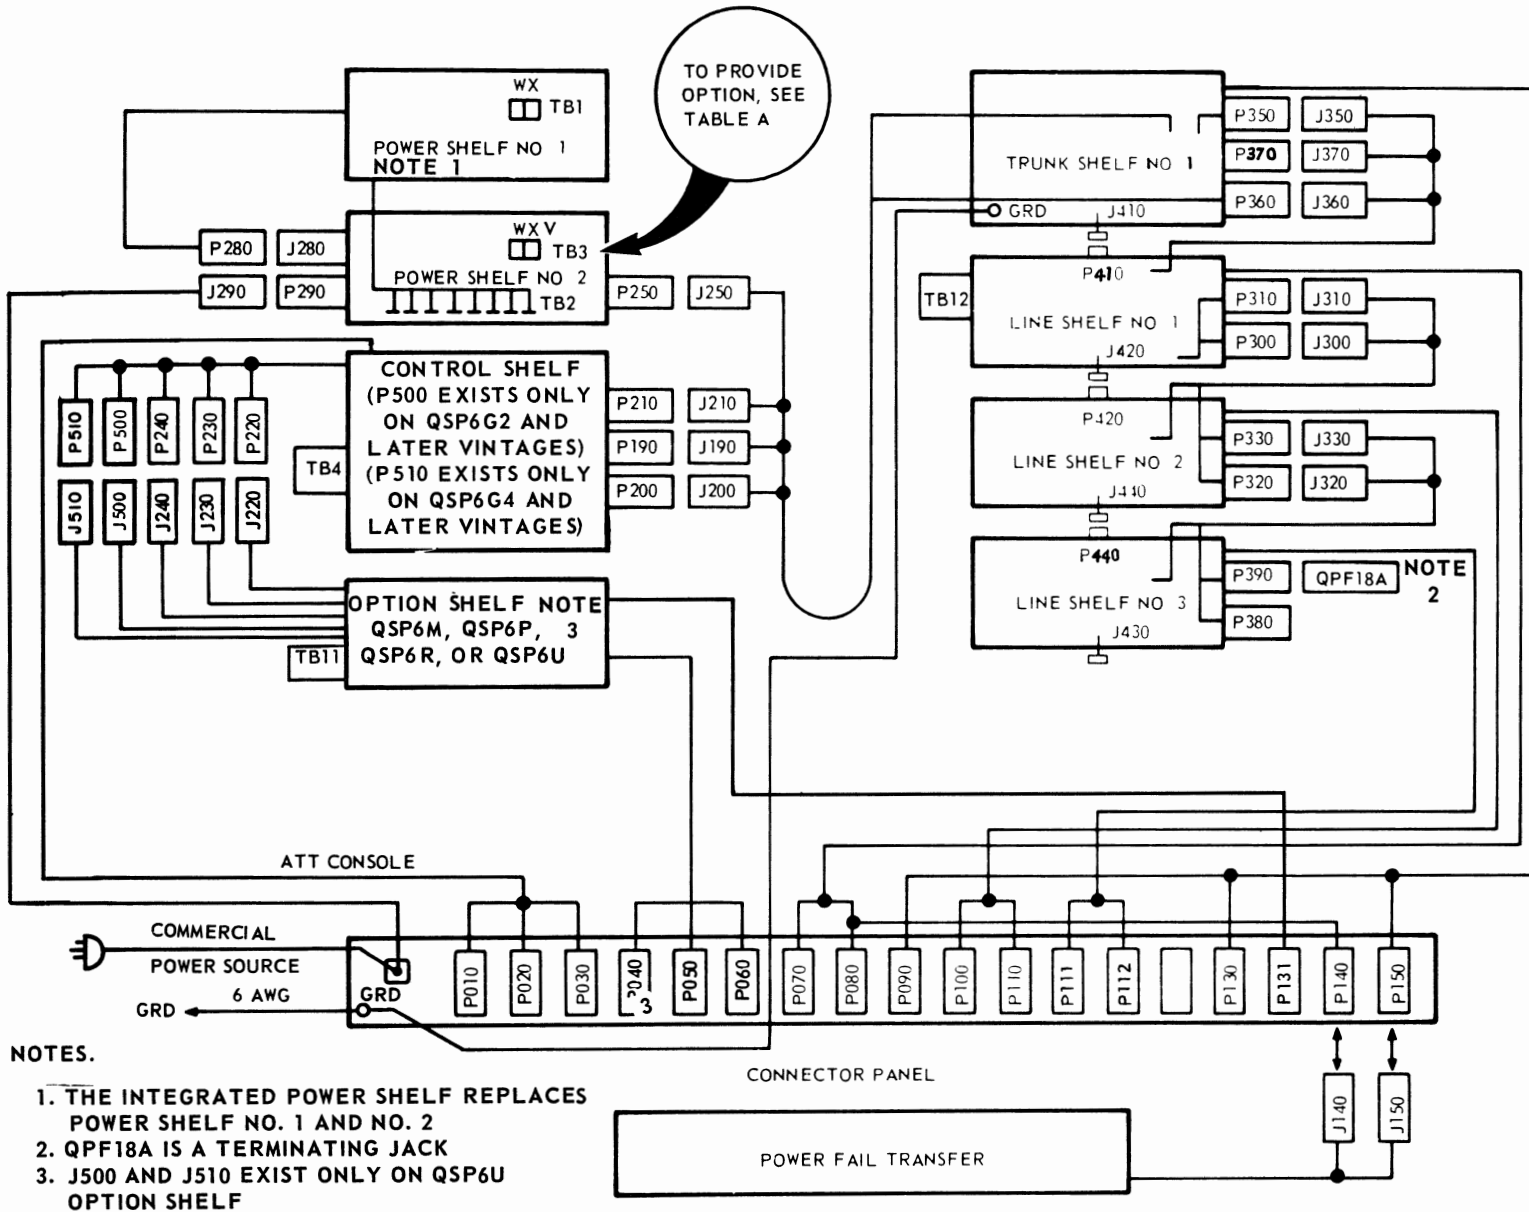 TO PROVIDE
OPTION, SEE
TABLE A
WX
TB1
POWER SHELF NO 1
NOTE 1
P280
J280
J290
P290
WX V
TB3
POWER SHELF NO 2
TB2
P250
J250
CONTROL SHELF
(P500 EXISTS ONLY
ON QSP6G2 AND
LATER VINTAGES)
(P510 EXISTS ONLY
ON QSP6G4 AND
LATER VINTAGES)
P510
P500
P240
P230
P220
J510
J500
J240
J230
J220
TB4
P210
J210
P190
J190
P200
J200
OPTION SHELF NOTE
QSP6M, QSP6P, 3
QSP6R, OR QSP6U
TB11
TRUNK SHELF NO 1
GRD
J410
P350
J350
P370
J370
P360
J360
P410
TB12
LINE SHELF NO 1
J420
P310
J310
P300
J300
P420
LINE SHELF NO 2
J440
P330
J330
P320
J320
P440
LINE SHELF NO 3
J430
P390
QPF18A
NOTE
2
P380
ATT CONSOLE
COMMERCIAL
POWER SOURCE
6 AWG
GRD
GRD
P010
P020
P030
P040
3
P050
P060
P070
P080
P090
P100
P110
P111
P112
P130
P131
P140
P150
CONNECTOR PANEL
J140
J150
POWER FAIL TRANSFER
NOTES.
1. THE INTEGRATED POWER SHELF REPLACES
POWER SHELF NO. 1 AND NO. 2
2. QPF18A IS A TERMINATING JACK
3. J500 AND J510 EXIST ONLY ON QSP6U
OPTION SHELF